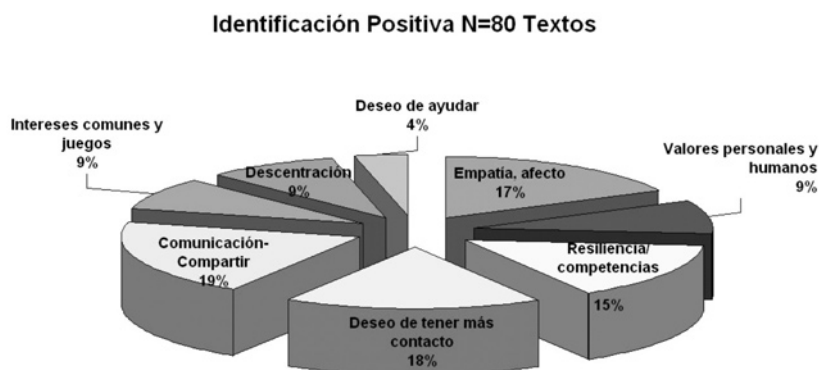 Identificación Positiva N=80 Textos
Deseo de ayudar
4%
Intereses comunes y
juegos
9%
Descentración
9%
Empatía, afecto
17%
Valores personales y
humanos
9%
Comunicación-
Compartir
19%
Resiliencia/
competencias
15%
Deseo de tener más
contacto
18%